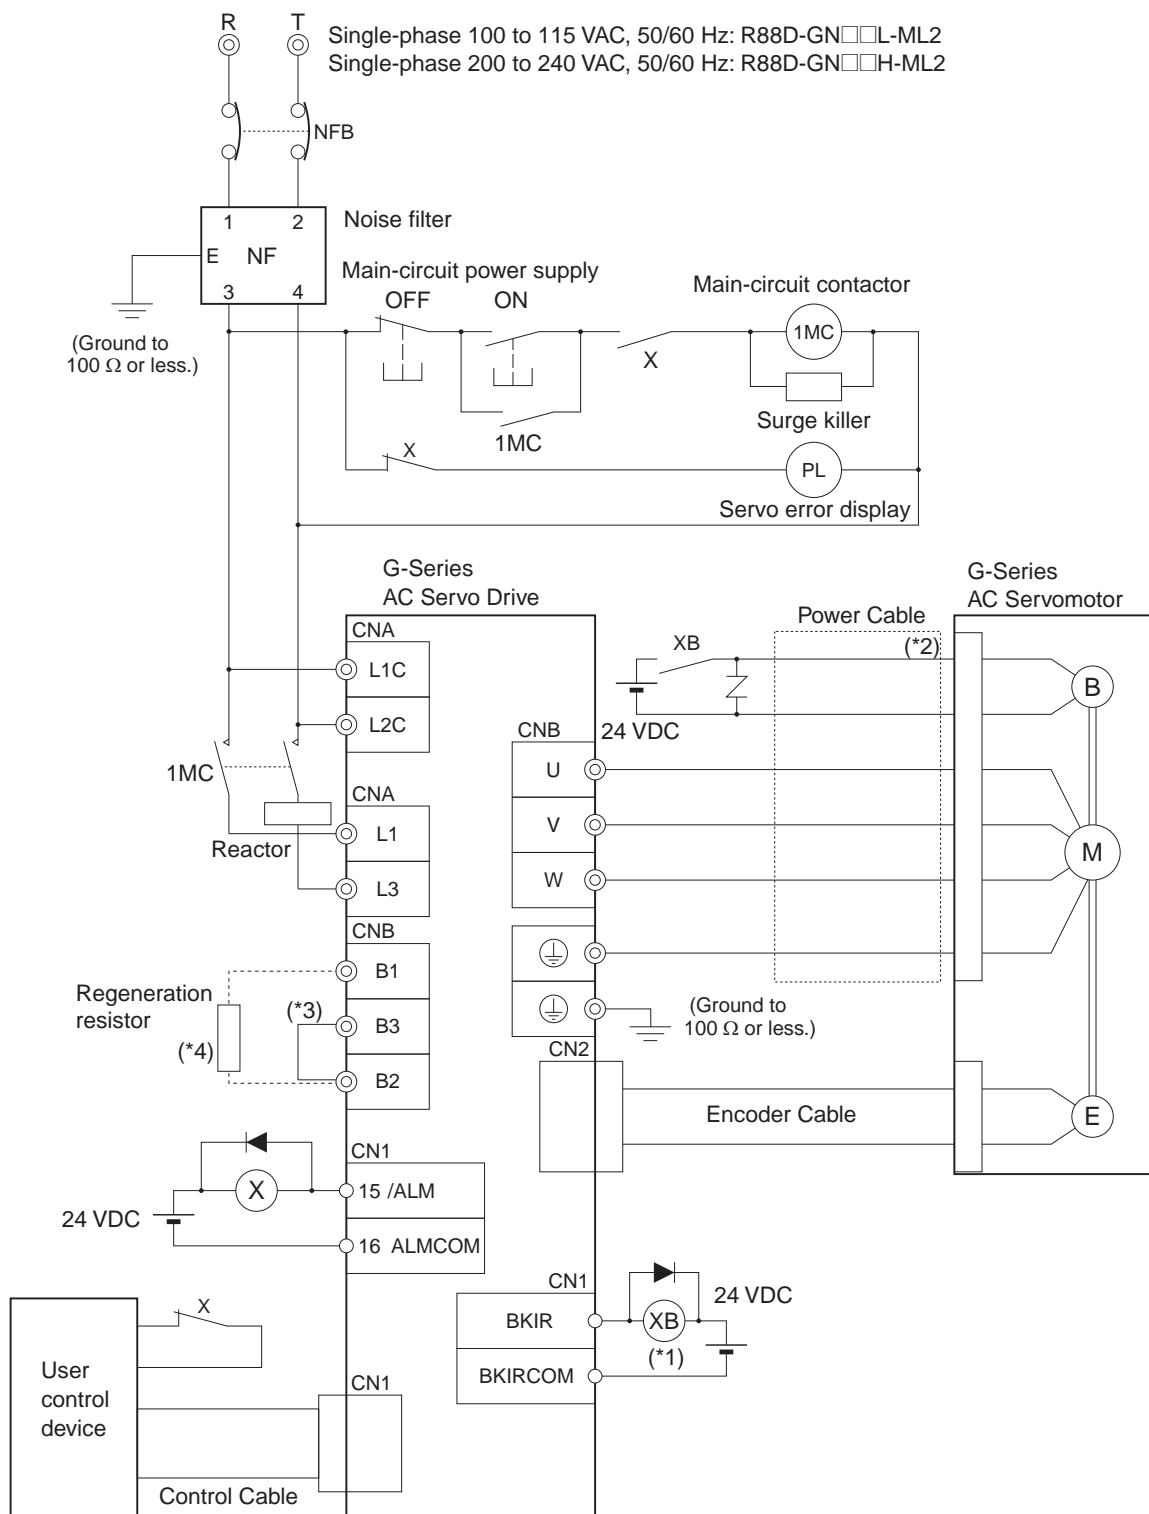 R
T
Single-phase 100 to 115 VAC, 50/60 Hz: R88D-GN□□L-ML2
Single-phase 200 to 240 VAC, 50/60 Hz: R88D-GN□□H-ML2
NFB
1
2
Noise filter
E
NF
3
4
(Ground to
100 Ω or less.)
Main-circuit power supply
OFF
ON
X
Main-circuit contactor
1MC
Surge killer
1MC
X
PL
Servo error display
G-Series
AC Servo Drive
G-Series
AC Servomotor
Power Cable
(*2)
CNA
L1C
L2C
XB
24 VDC
B
1MC
Reactor
CNA
L1
L3
CNB
U
V
W
M
CNB
B1
B3
B2
Regeneration
resistor
(*3)
(*4)
(Ground to
100 Ω or less.)
CN2
Encoder Cable
E
CN1
X
15 /ALM
24 VDC
16 ALMCOM
CN1
BKIR
XB
24 VDC
(*1)
BKIRCOM
X
User
control
device
CN1
Control Cable